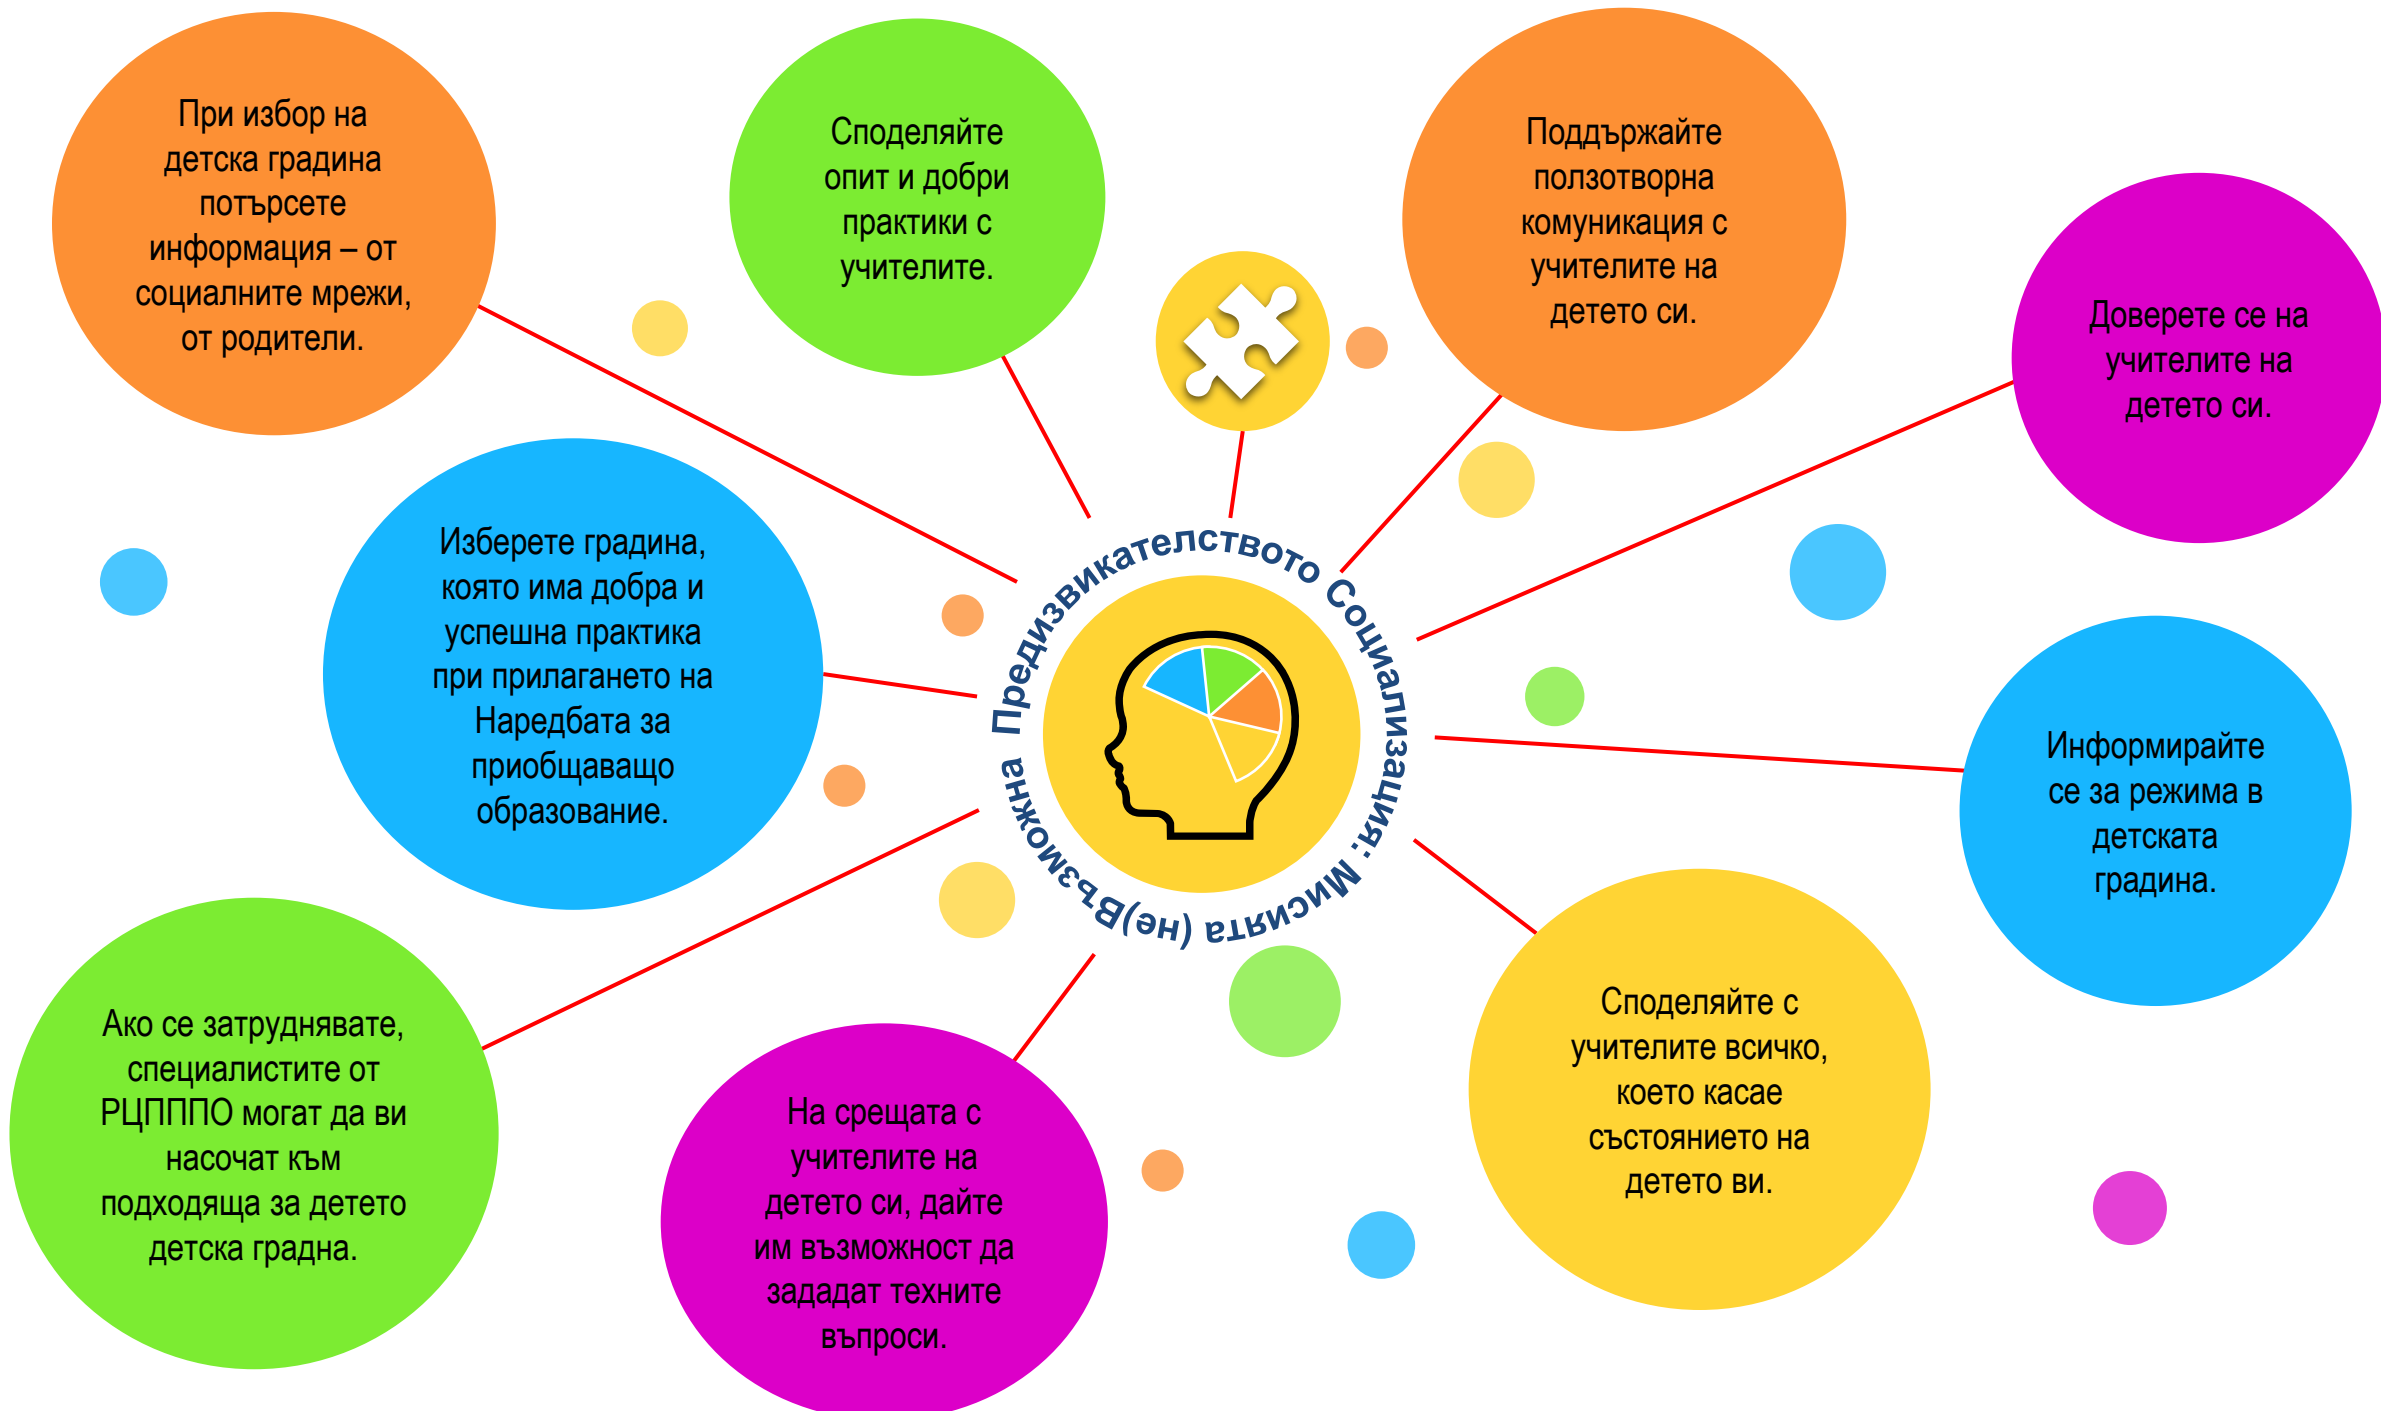 При избор на
детска градина
потърсете
информация – от
социалните мрежи,
от родители.
Споделяйте
опит и добри
практики с
учителите.
Поддържайте
ползотворна
комуникация с
учителите на
детето си.
Доверете се на
учителите на
детето си.
Изберете градина,
която има добра и
успешна практика
при прилагането на
Наредбата за
приобщаващо
образование.
Предизвикателството Социализация: Мисията (не)Възможна
Информирайте
се за режима в
детската
градина.
Ако се затруднявате,
специалистите от
РЦПППО могат да ви
насочат към
подходяща за детето
детска градна.
На срещата с
учителите на
детето си, дайте
им възможност да
зададат техните
въпроси.
Споделяйте с
учителите всичко,
което касае
състоянието на
детето ви.